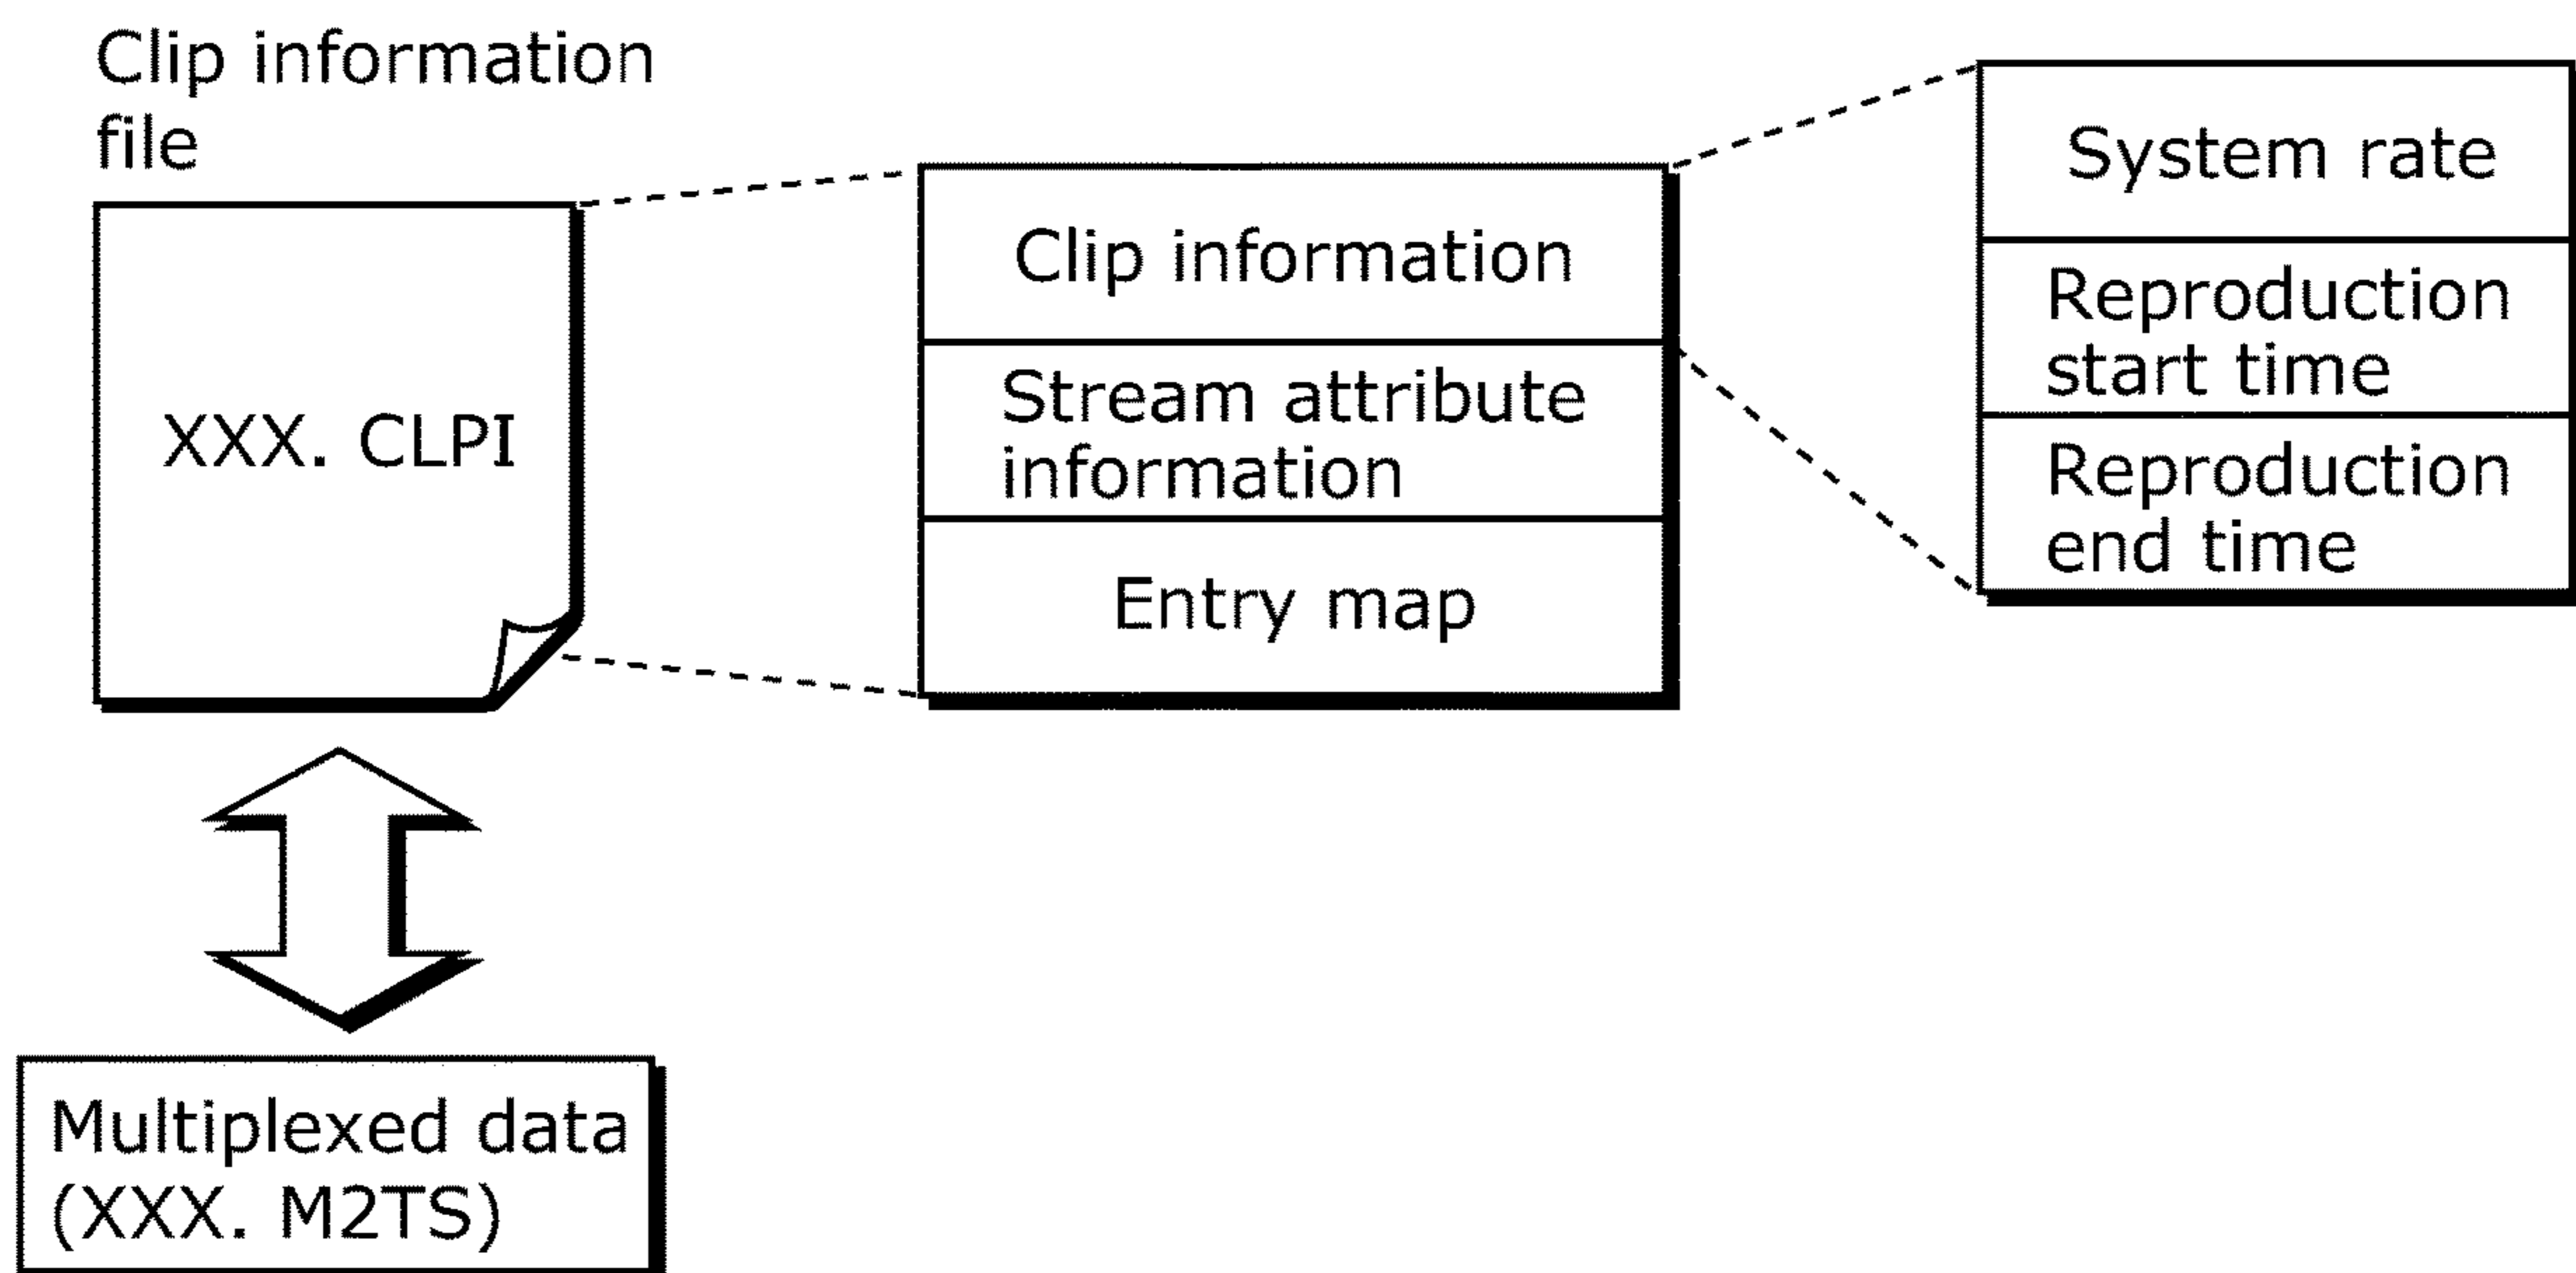 Clip information
file
XXX. CLPI
Clip information
Stream attribute
information
Entry map
System rate
Reproduction
start time
Reproduction
end time
Multiplexed data
(XXX. M2TS)